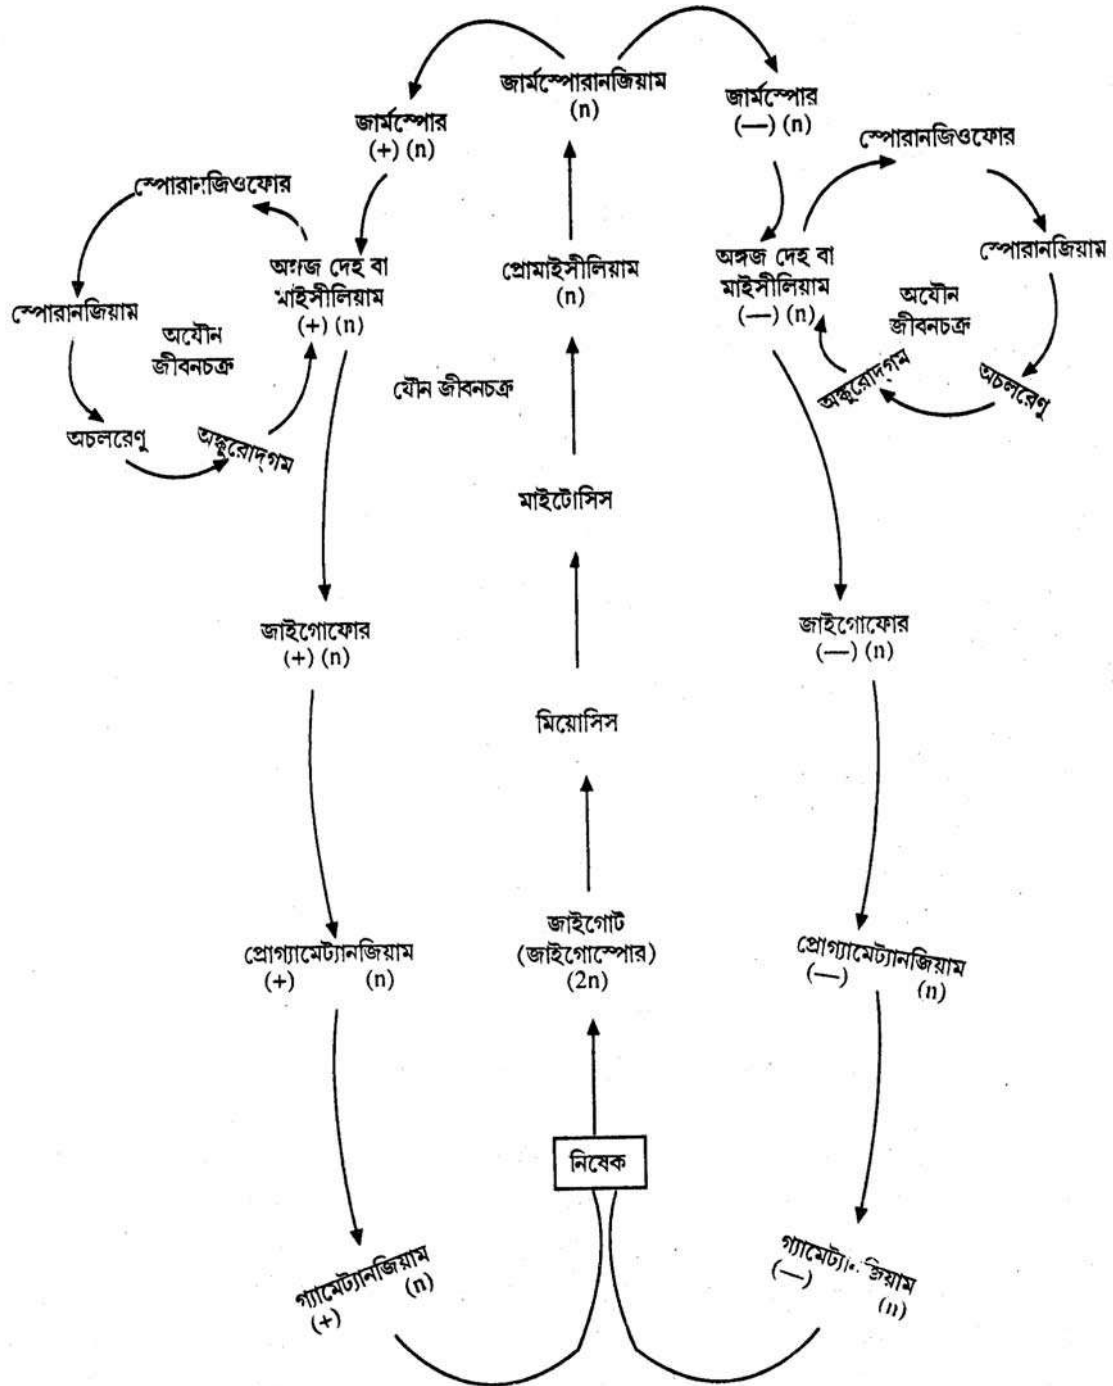 জার্মস্পোরানজিয়াম
(n)
জার্মস্পোর
(+) (n)
জার্মস্পোর
(—) (n)
স্পোরানজিওফোর
স্পোরানজিওফোর
অঙ্গজ দেহ বা
মাইসীলিয়াম
(+) (n)
প্রোমাইসীলিয়াম
(n)
অঙ্গজ দেহ বা
মাইসীলিয়াম
(—) (n)
স্পোরানজিয়াম
স্পোরানজিয়াম
অযৌন
জীবনচক্র
অযৌন
জীবনচক্র
যৌন জীবনচক্র
অচলরেণু
অঙ্কুরোদ্‌গম
অঙ্কুরোদ্‌গম
অচলরেণু
মাইটোসিস
জাইগোফোর
(+) (n)
জাইগোফোর
(—) (n)
মিয়োসিস
প্রোগ্যামেট্যানজিয়াম
(+) (n)
জাইগোট
(জাইগোস্পোর)
(2n)
প্রোগ্যামেট্যানজিয়াম
(—) (n)
নিষেক
গ্যামেট্যানজিয়াম
(+) (n)
গ্যামেট্যানজিয়াম
(—) (n)